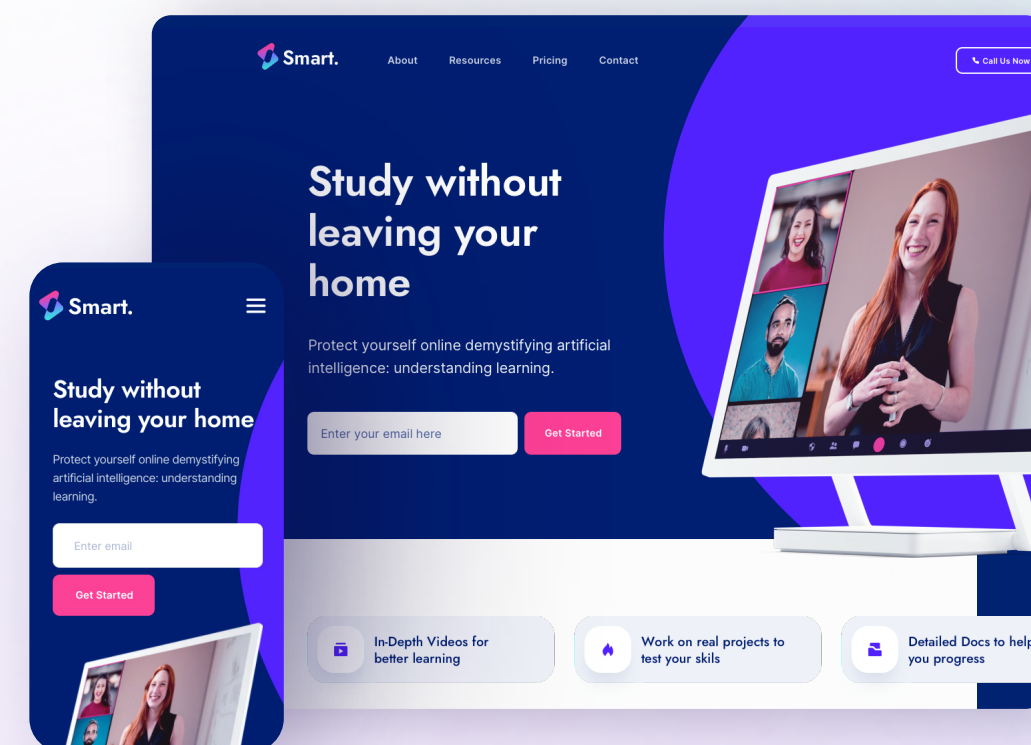 Smart.
About
Resources
Pricing
Contact
Call Us Now
Study without
leaving your
home
Protect yourself online demystifying artificial
intelligence: understanding learning.
Enter your email here
Get Started
In-Depth Videos for
better learning
Work on real projects to
test your skils
Detailed Docs to help
you progress
Smart.
Study without
leaving your home
Protect yourself online demystifying
artificial intelligence: understanding
learning.
Enter email
Get Started